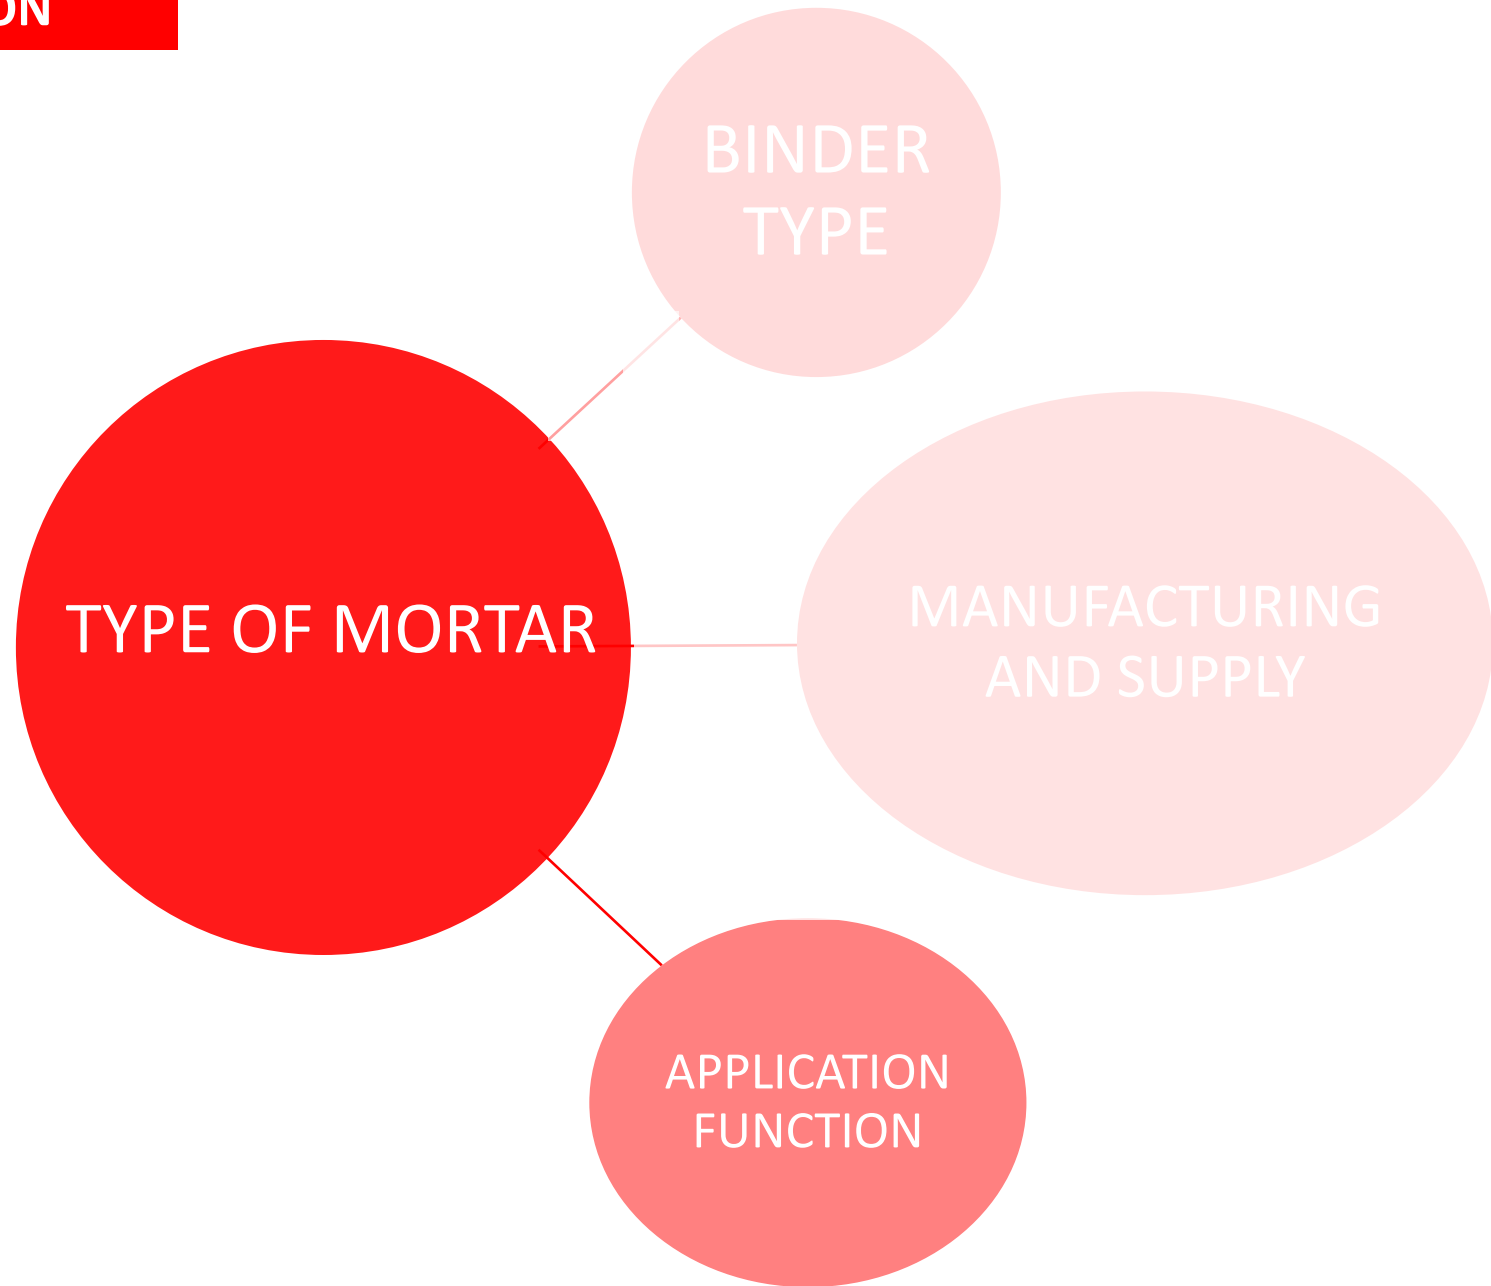 ON
BINDER
TYPE
TYPE OF MORTAR
MANUFACTURING
AND SUPPLY
APPLICATION
FUNCTION